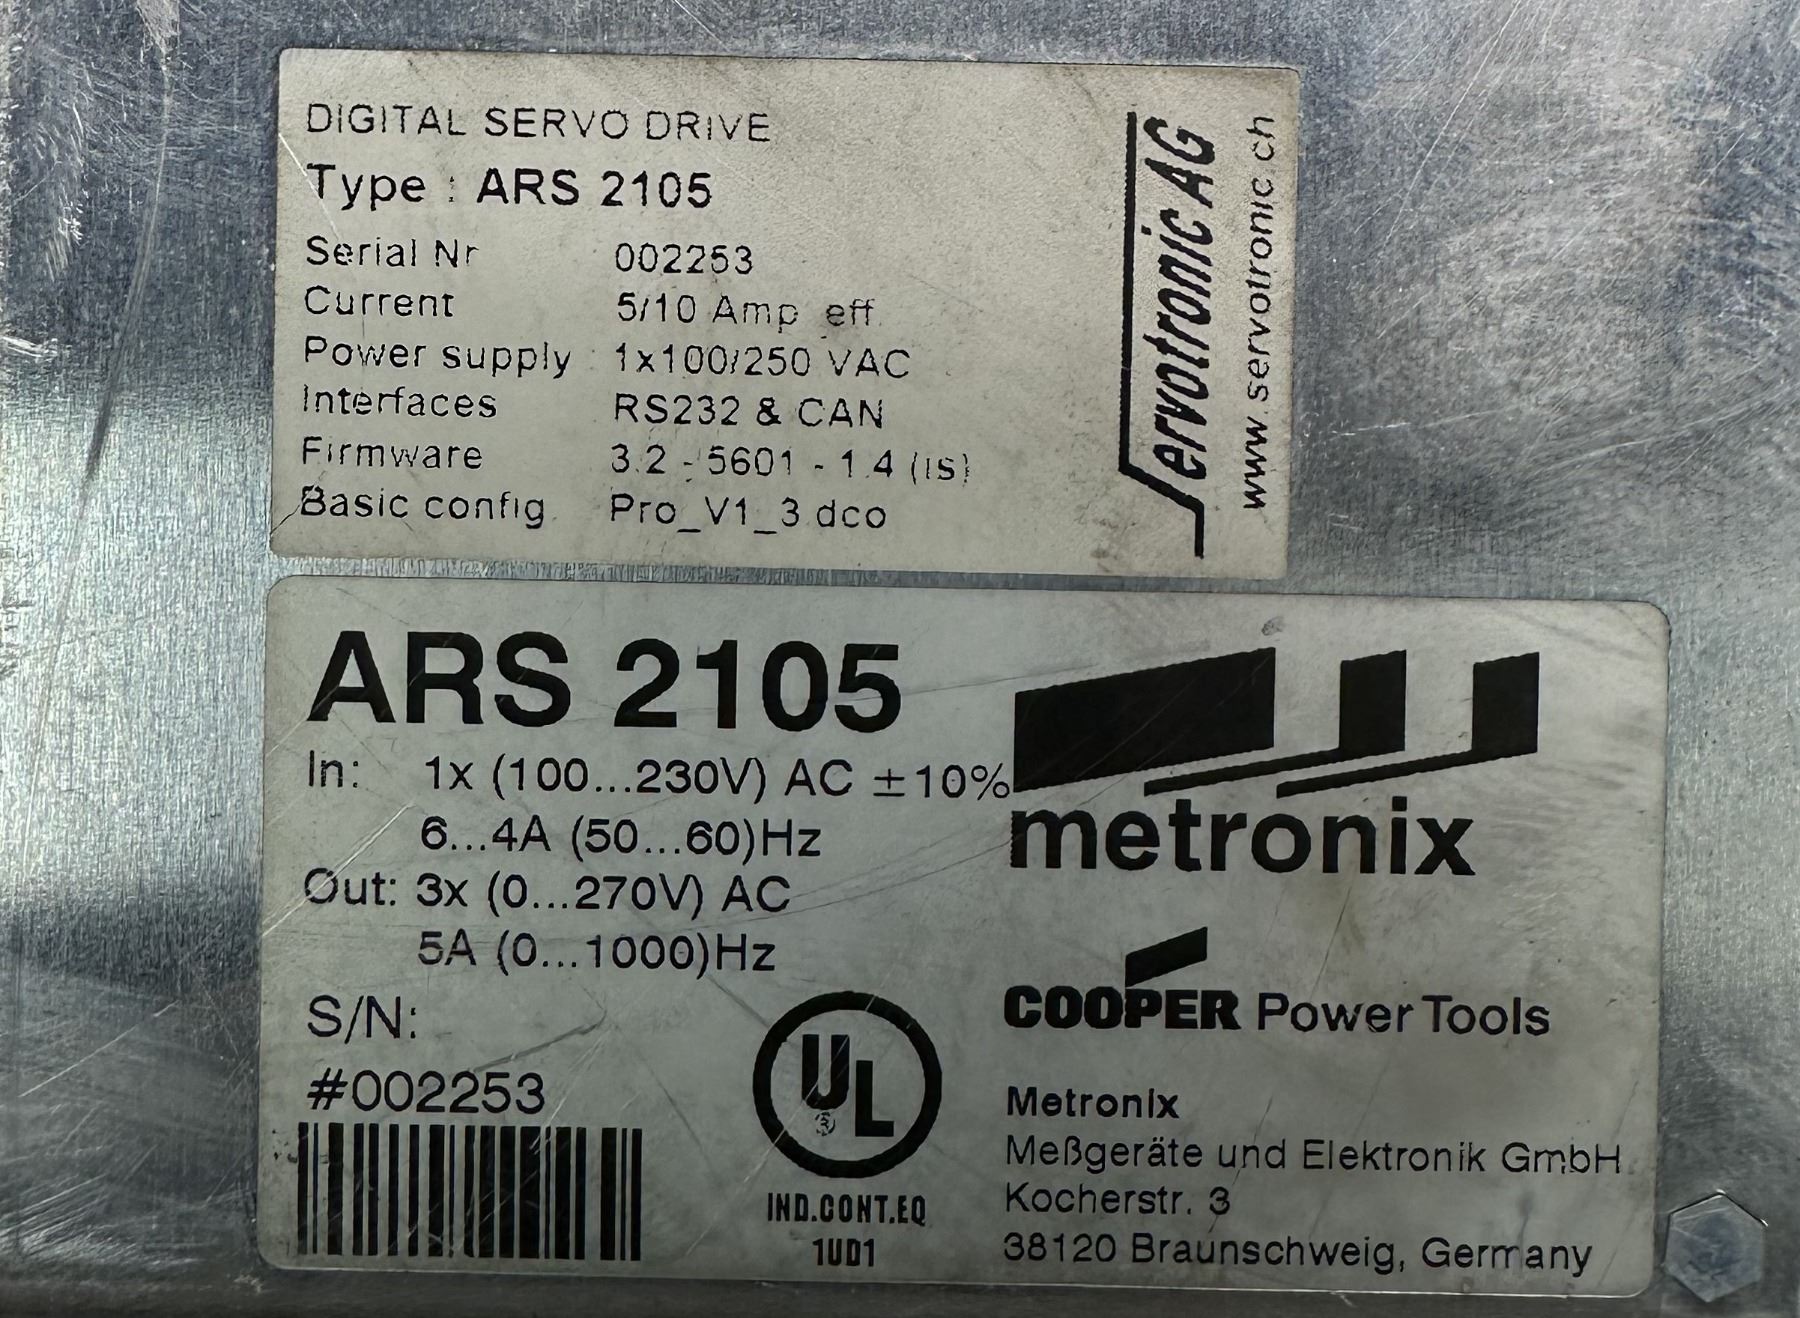 DIGITAL SERVO DRIVE
Type : ARS 2105
Serial Nr 002253
Current 5/10 Amp eff.
Power supply : 1x100/250 VAC
Interfaces RS232 & CAN
Firmware 3.2 - 5601 - 1.4 (is)
Basic config. Pro_V1_3.dco
Servotronic AG
www.servotronic.ch
ARS 2105
In: 1x (100...230V) AC ±10%
6...4A (50...60)Hz
Out: 3x (0...270V) AC
5A (0...1000)Hz
S/N:
#002253
UL
®
IND.CONT.EQ
1UD1
metronix
COOPER Power Tools
Metronix
Meßgeräte und Elektronik GmbH
Kocherstr. 3
38120 Braunschweig, Germany